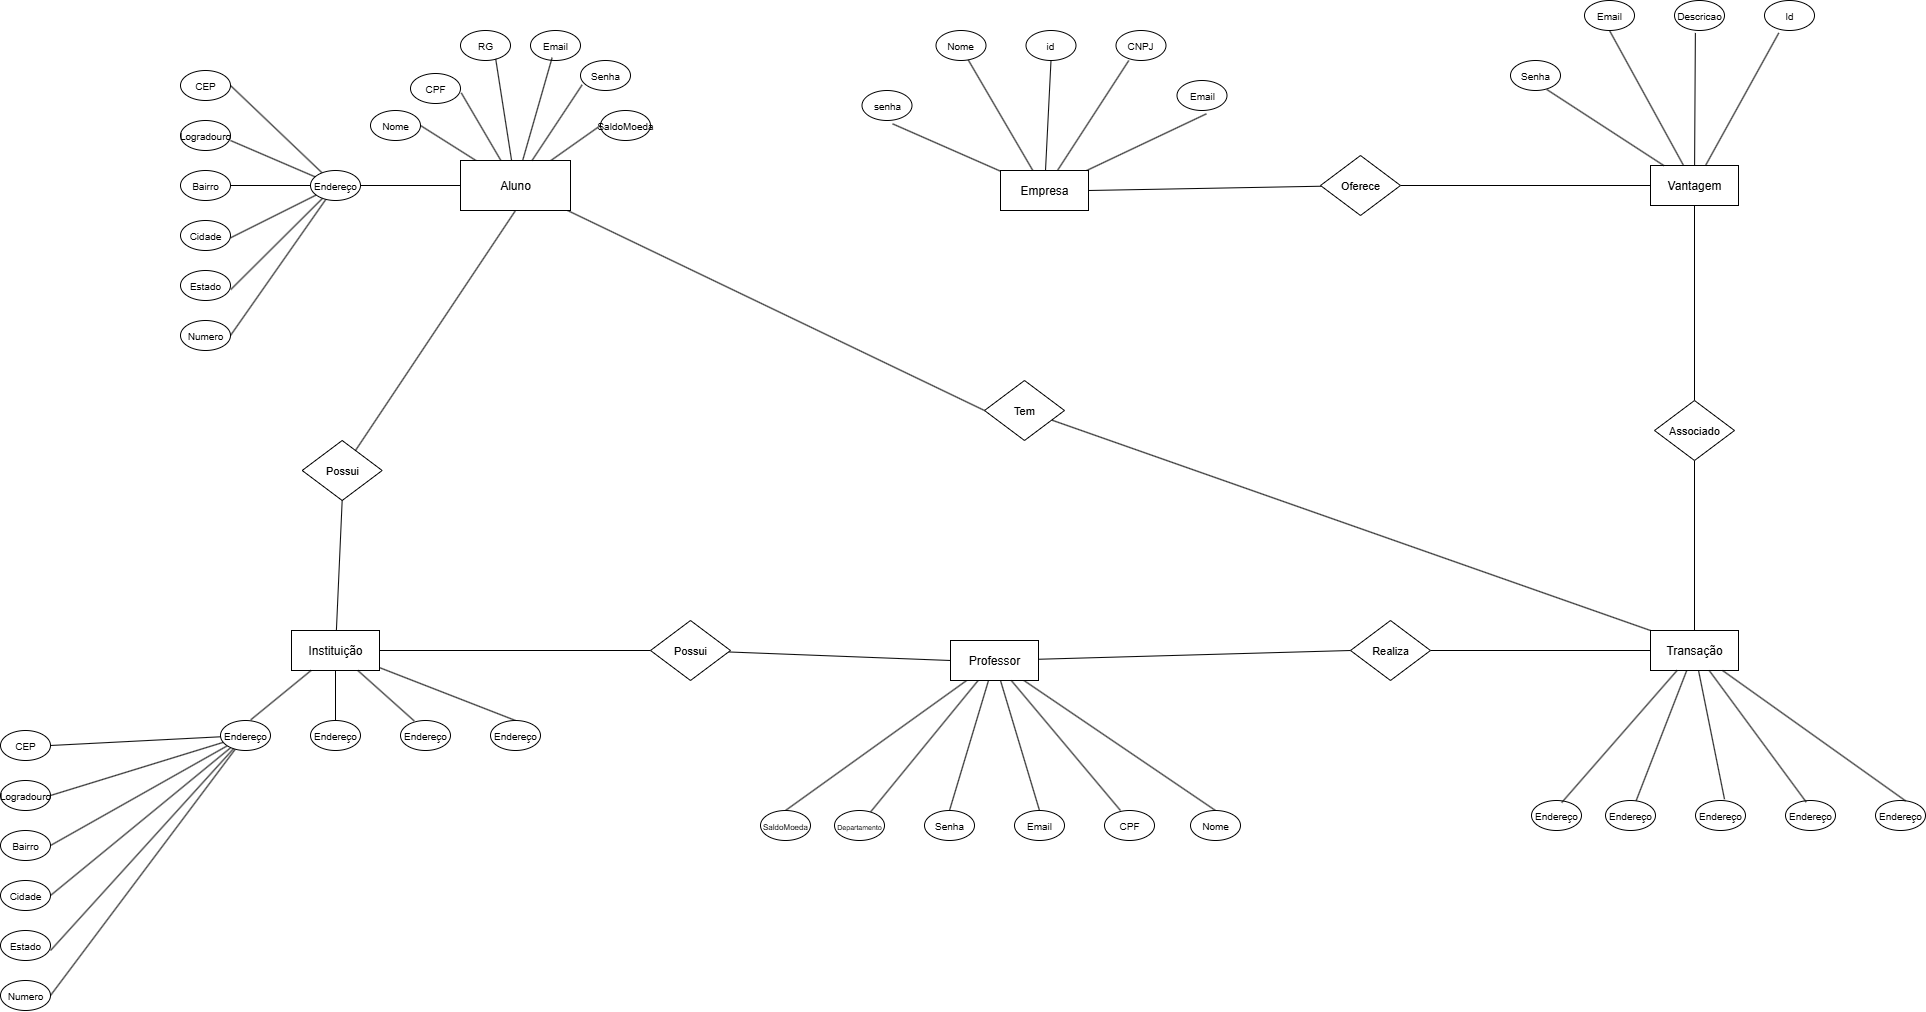 Email
Descricao
Id
RG
Email
Nome
id
CNPJ
Senha
Senha
CEP
CPF
Email
senha
Nome
SaldoMoeda
Logradouro
Bairro
Endereço
Aluno
Empresa
Oferece
Vantagem
Cidade
Estado
Numero
Tem
Associado
Possui
Instituição
Possui
Professor
Realiza
Transação
Endereço
Endereço
Endereço
Endereço
CEP
Logradouro
Bairro
Cidade
Estado
Numero
SaldoMoeda
Departamento
Senha
Email
CPF
Nome
Endereço
Endereço
Endereço
Endereço
Endereço